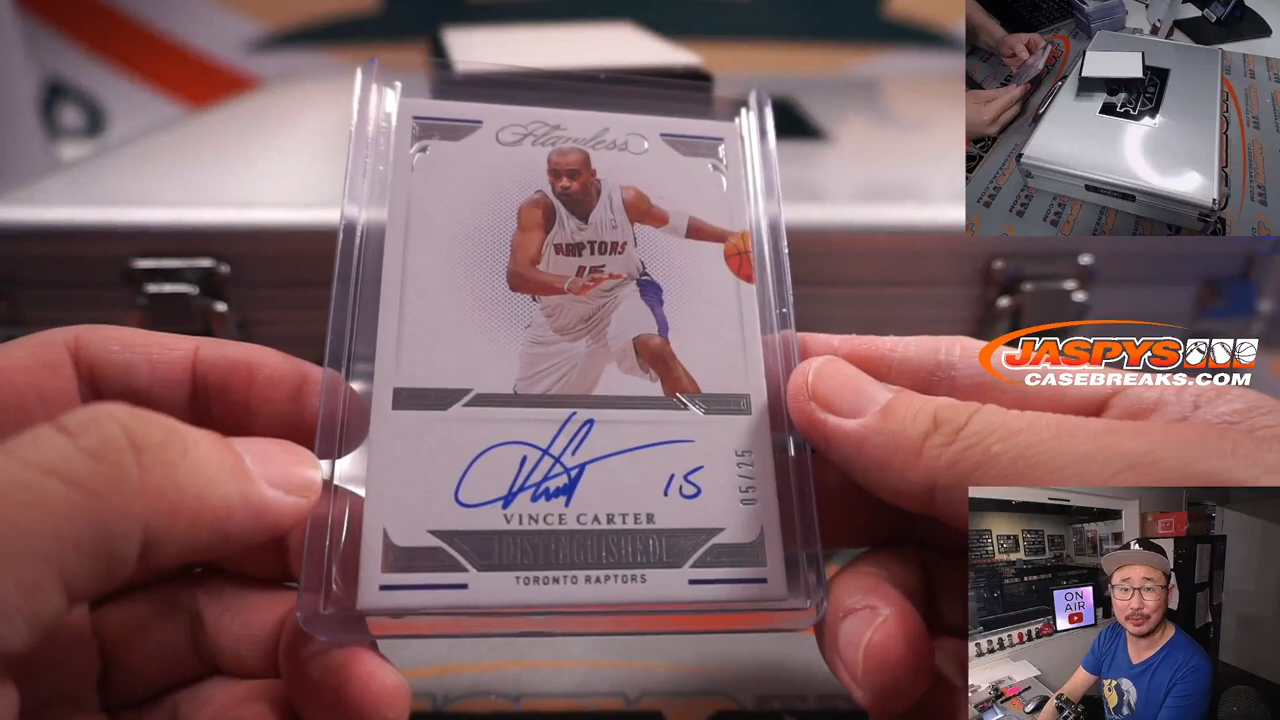 Flawless
RAPTORS
15
15
05/25
VINCE CARTER
DISTINGUISHED
TORONTO RAPTORS
JASPYS
CASEBREAKS.COM
ON
AIR